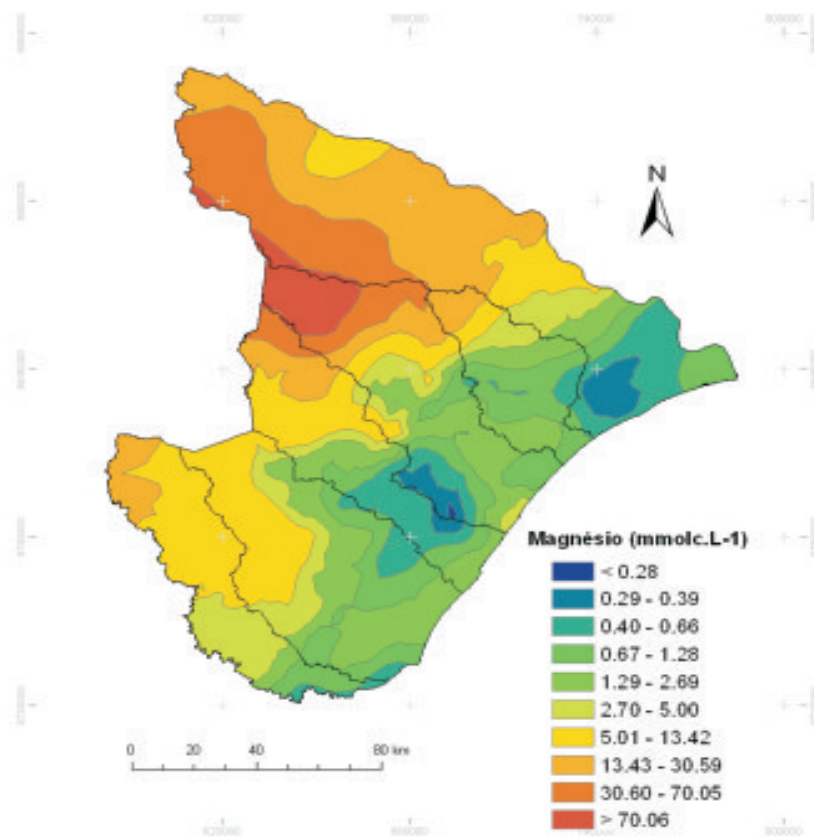 N
Magnésio (mmolc.L-1)
< 0.28
0.29 - 0.39
0.40 - 0.66
0.67 - 1.28
1.29 - 2.69
2.70 - 5.00
5.01 - 13.42
13.43 - 30.59
30.60 - 70.05
> 70.06
0 20 40 80 km